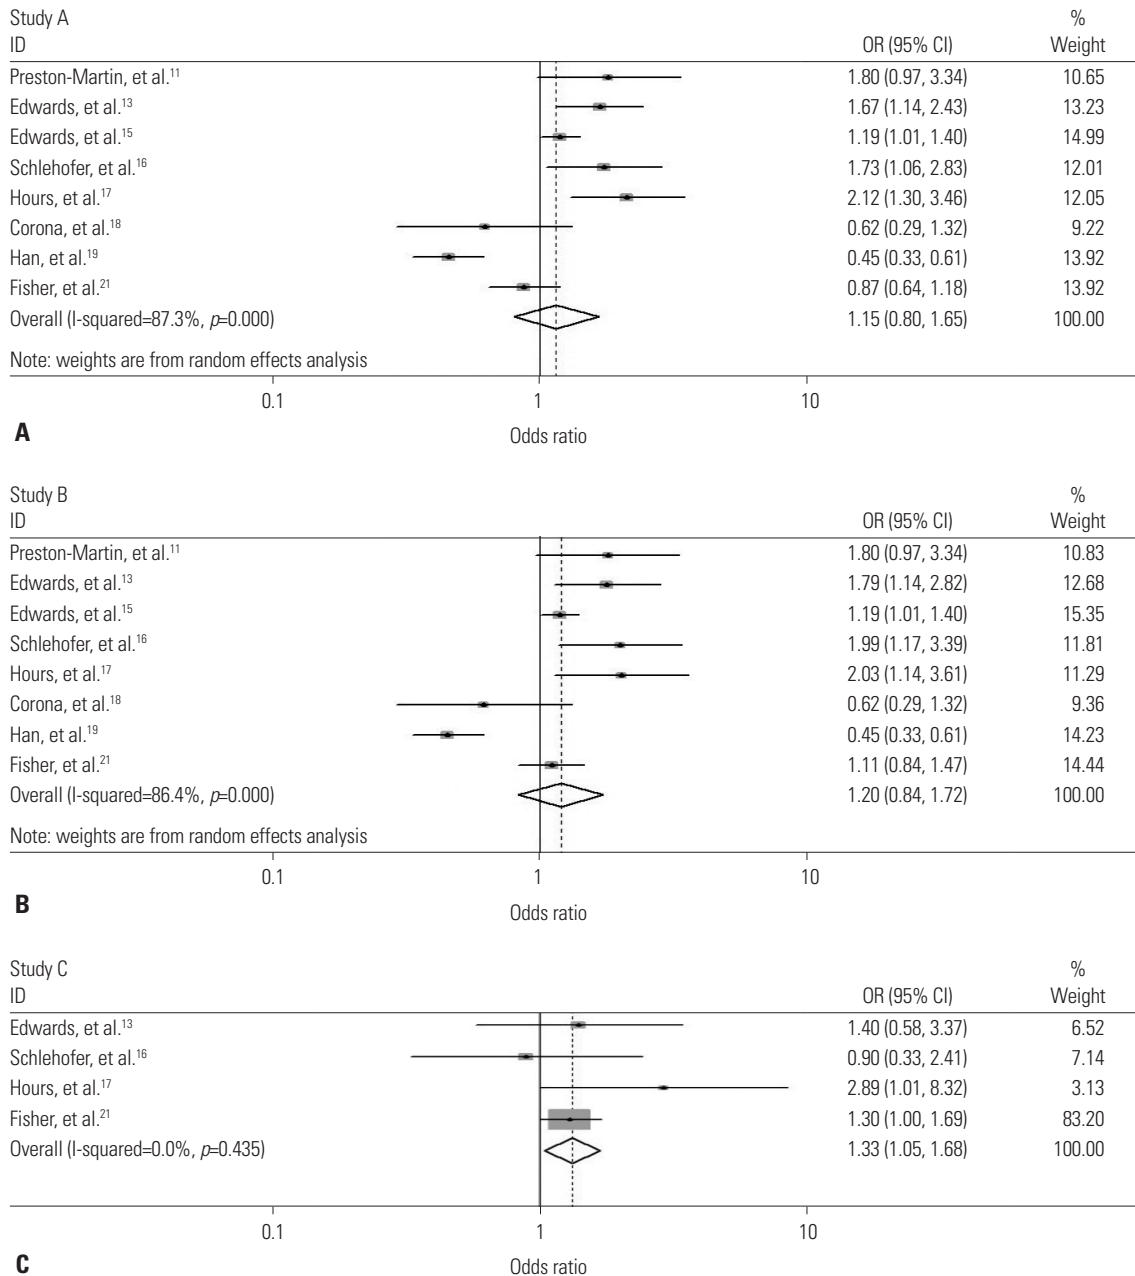 Study A %
ID OR (95% CI) Weight
Preston-Martin, et al.11 1.80 (0.97, 3.34) 10.65
Edwards, et al.13 1.67 (1.14, 2.43) 13.23
Edwards, et al.15 1.19 (1.01, 1.40) 14.99
Schlehofer, et al.16 1.73 (1.06, 2.83) 12.01
Hours, et al.17 2.12 (1.30, 3.46) 12.05
Corona, et al.18 0.62 (0.29, 1.32) 9.22
Han, et al.19 0.45 (0.33, 0.61) 13.92
Fisher, et al.21 0.87 (0.64, 1.18) 13.92
Overall (I-squared=87.3%, p=0.000) 1.15 (0.80, 1.65) 100.00
Note: weights are from random effects analysis
0.1 1 10
A Odds ratio
Study B %
ID OR (95% CI) Weight
Preston-Martin, et al.11 1.80 (0.97, 3.34) 10.83
Edwards, et al.13 1.79 (1.14, 2.82) 12.68
Edwards, et al.15 1.19 (1.01, 1.40) 15.35
Schlehofer, et al.16 1.99 (1.17, 3.39) 11.81
Hours, et al.17 2.03 (1.14, 3.61) 11.29
Corona, et al.18 0.62 (0.29, 1.32) 9.36
Han, et al.19 0.45 (0.33, 0.61) 14.23
Fisher, et al.21 1.11 (0.84, 1.47) 14.44
Overall (I-squared=86.4%, p=0.000) 1.20 (0.84, 1.72) 100.00
Note: weights are from random effects analysis
0.1 1 10
B Odds ratio
Study C %
ID OR (95% CI) Weight
Edwards, et al.13 1.40 (0.58, 3.37) 6.52
Schlehofer, et al.16 0.90 (0.33, 2.41) 7.14
Hours, et al.17 2.89 (1.01, 8.32) 3.13
Fisher, et al.21 1.30 (1.00, 1.69) 83.20
Overall (I-squared=0.0%, p=0.435) 1.33 (1.05, 1.68) 100.00
0.1 1 10
C Odds ratio